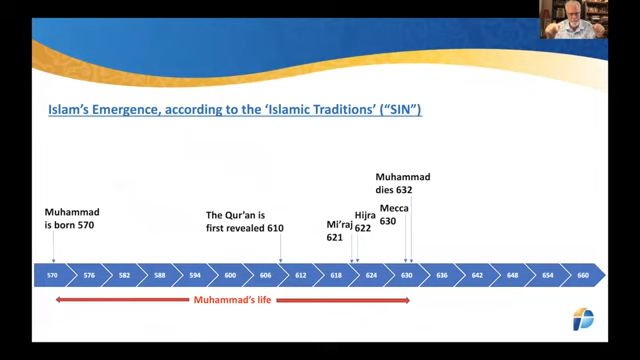 Islam's Emergence, according to the 'Islamic Traditions' ("SIN")
Muhammad
dies 632
Muhammad
is born 570
The Qur'an is
first revealed 610
Mi'raj
621
Hijra
622
Mecca
630
570 576 582 588 594 600 606 612 618 624 630 636 642 648 654 660
Muhammad's life